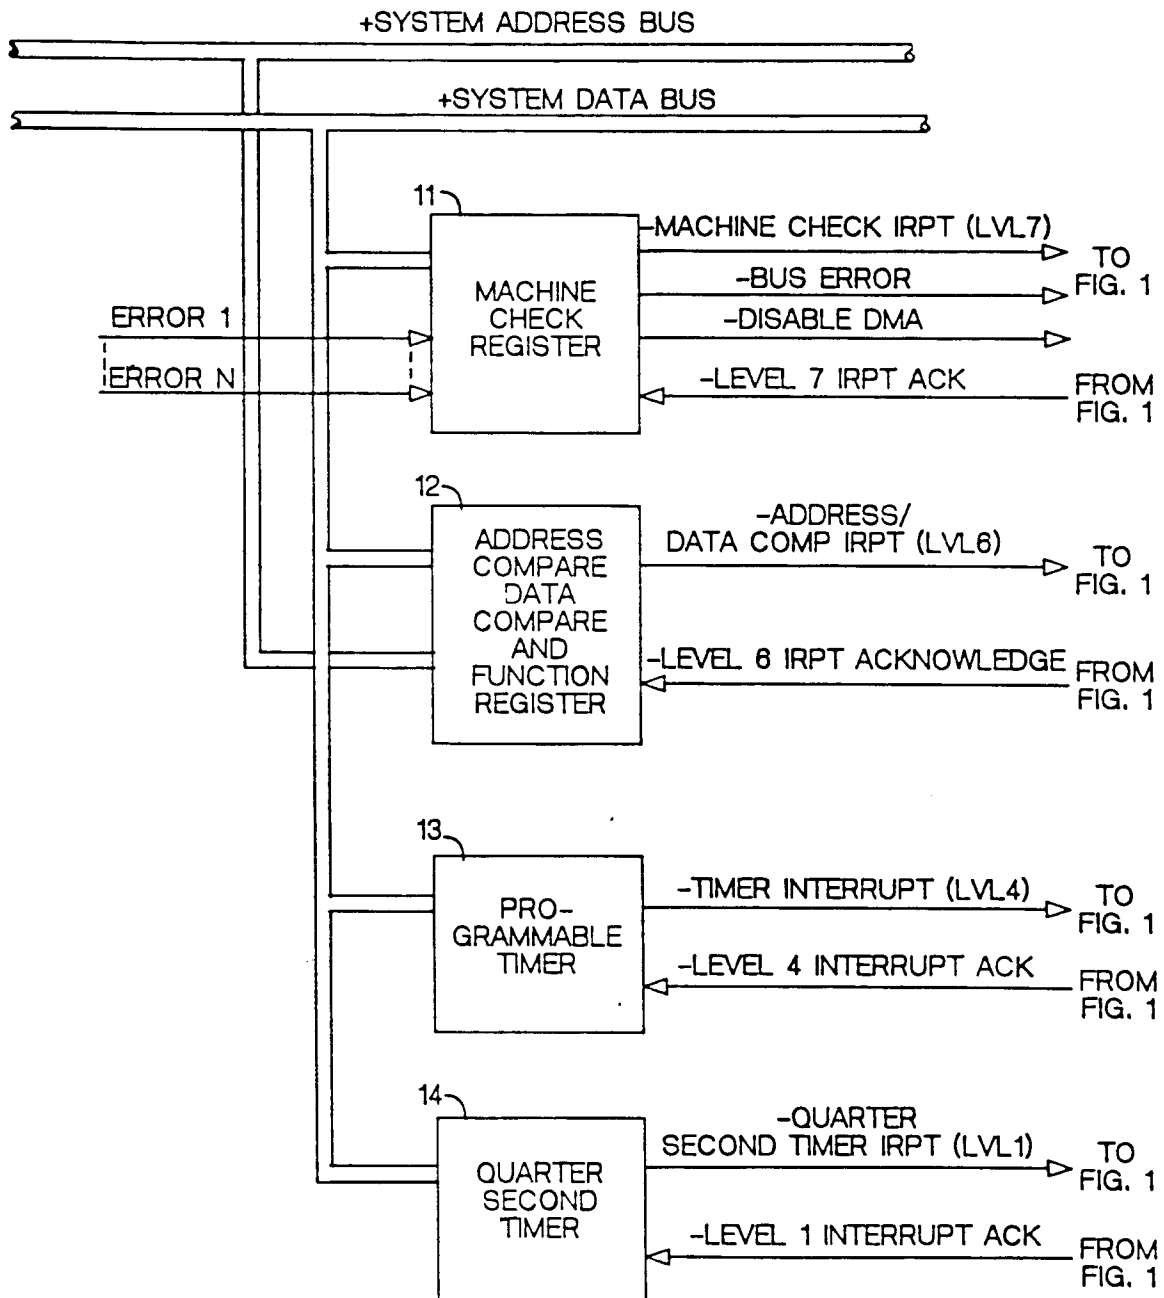 +SYSTEM ADDRESS BUS
+SYSTEM DATA BUS
11
MACHINE
CHECK
REGISTER
ERROR 1
ERROR N
-MACHINE CHECK IRPT (LVL7)
-BUS ERROR
TO
FIG. 1
-DISABLE DMA
-LEVEL 7 IRPT ACK
FROM
FIG. 1
12
ADDRESS
COMPARE
DATA
COMPARE
AND
FUNCTION
REGISTER
-ADDRESS/
DATA COMP IRPT (LVL6)
TO
FIG. 1
-LEVEL 6 IRPT ACKNOWLEDGE
FROM
FIG. 1
13
PRO-
GRAMMABLE
TIMER
-TIMER INTERRUPT (LVL4)
TO
FIG. 1
-LEVEL 4 INTERRUPT ACK
FROM
FIG. 1
14
QUARTER
SECOND
TIMER
-QUARTER
SECOND TIMER IRPT (LVL1)
TO
FIG. 1
-LEVEL 1 INTERRUPT ACK
FROM
FIG. 1